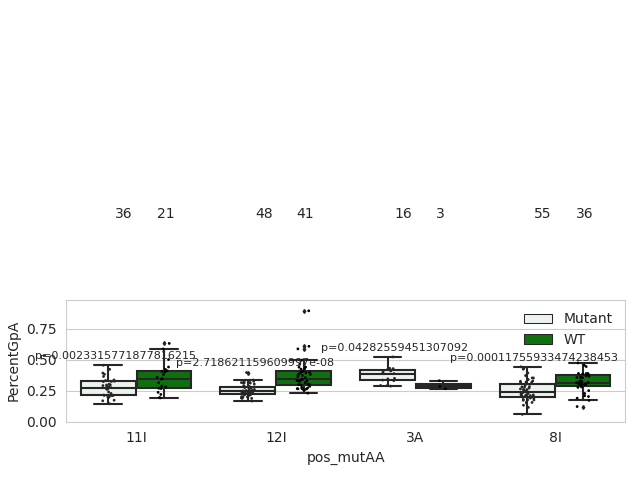 36 21 48 41 16 3 55 36
Mutant
WT
p=0.0023315771877816215
p=2.718621159609997e-08
p=0.04282559451307092
p=0.00011755933474238453
PercentGpA
0.75
0.50
0.25
0.00
11I 12I 3A 8I
pos_mutAA